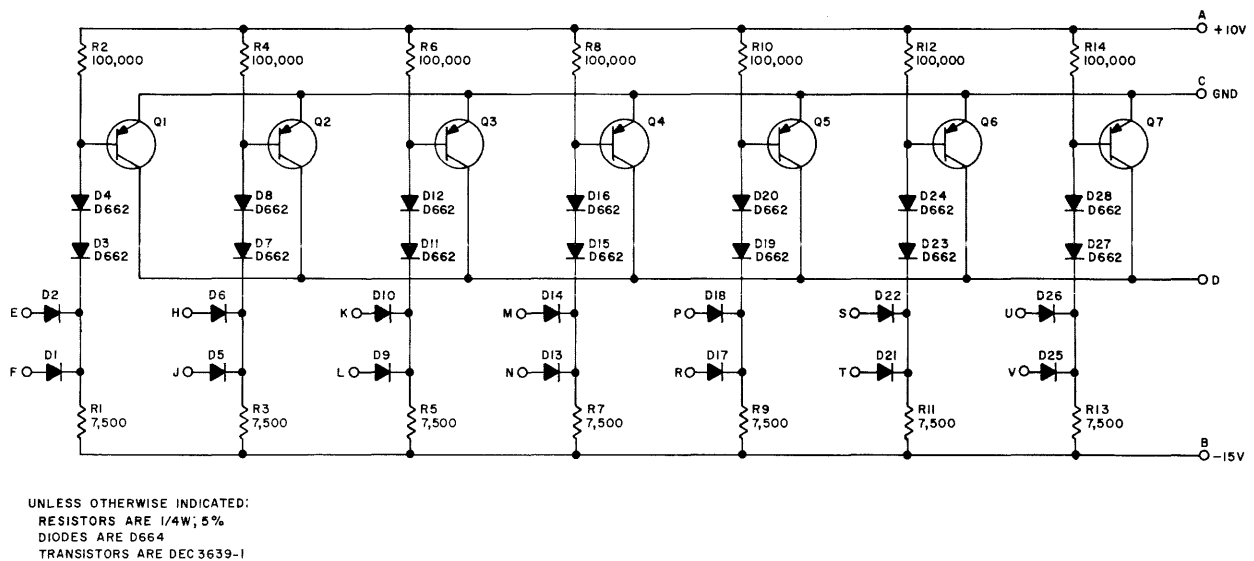 A
+10V
R2
100,000
R4
100,000
R6
100,000
R8
100,000
R10
100,000
R12
100,000
R14
100,000
C
GND
Q1
Q2
Q3
Q4
Q5
Q6
Q7
D4
D662
D8
D662
D12
D662
D16
D662
D20
D662
D24
D662
D28
D662
D3
D662
D7
D662
D11
D662
D15
D662
D19
D662
D23
D662
D27
D662
D
E
D2
H
D6
K
D10
M
D14
P
D18
S
D22
U
D26
F
D1
J
D5
L
D9
N
D13
R
D17
T
D21
V
D25
R1
7,500
R3
7,500
R5
7,500
R7
7,500
R9
7,500
R11
7,500
R13
7,500
B
-15V
UNLESS OTHERWISE INDICATED:
RESISTORS ARE 1/4W; 5%
DIODES ARE D664
TRANSISTORS ARE DEC 3639-1